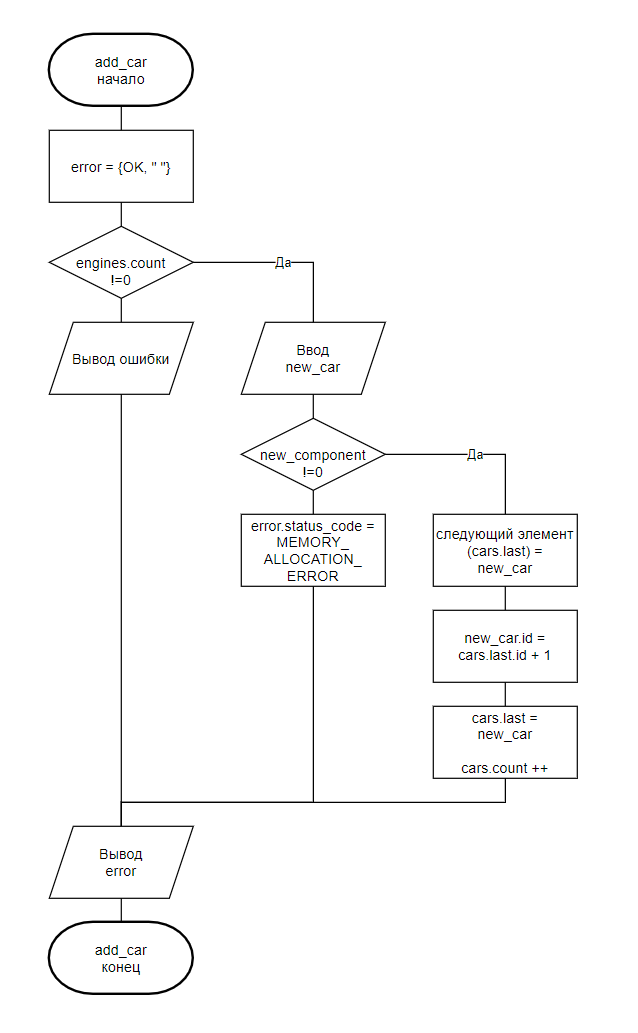 add_car
начало
error = {OK, " "}
engines.count
!=0
Да
Вывод ошибки
Ввод
new_car
new_component
!=0
Да
error.status_code =
MEMORY_
ALLOCATION_
ERROR
следующий элемент
(cars.last) =
new_car
new_car.id =
cars.last.id + 1
cars.last =
new_car
cars.count ++
Вывод
error
add_car
конец